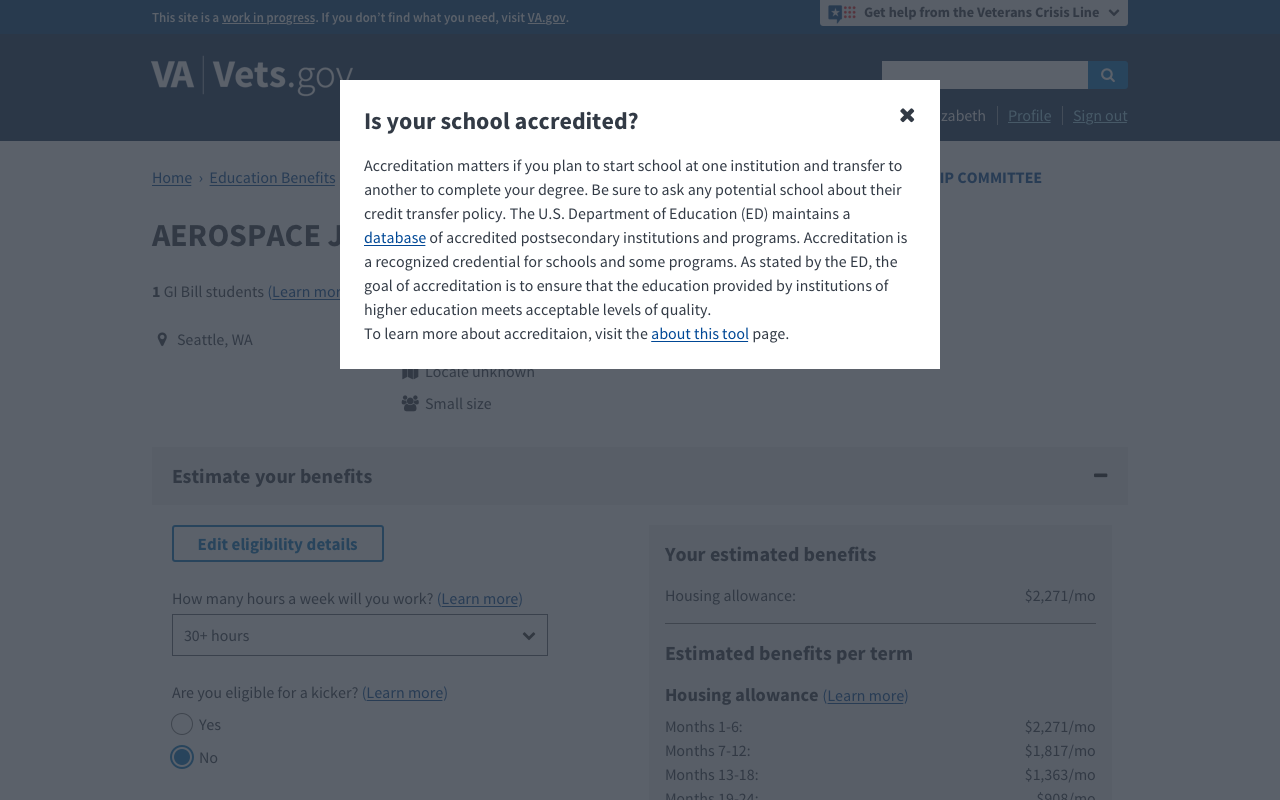 This site is a work in progress. If you don't find what you need, visit VA.gov.
Get help from the Veterans Crisis Line
VA | Vets.gov
zabeth
Profile
Sign out
Home › Education Benefits
IP COMMITTEE
AEROSPACE J
1 GI Bill students (Learn mor
Seattle, WA
Locale unknown
Small size
Is your school accredited?
Accreditation matters if you plan to start school at one institution and transfer to
another to complete your degree. Be sure to ask any potential school about their
credit transfer policy. The U.S. Department of Education (ED) maintains a
database of accredited postsecondary institutions and programs. Accreditation is
a recognized credential for schools and some programs. As stated by the ED, the
goal of accreditation is to ensure that the education provided by institutions of
higher education meets acceptable levels of quality.
To learn more about accreditaion, visit the about this tool page.
Estimate your benefits
Edit eligibility details
How many hours a week will you work? (Learn more)
30+ hours
Are you eligible for a kicker? (Learn more)
Yes
No
Your estimated benefits
Housing allowance: $2,271/mo
Estimated benefits per term
Housing allowance (Learn more)
Months 1-6: $2,271/mo
Months 7-12: $1,817/mo
Months 13-18: $1,363/mo
Months 19-24: $908/mo